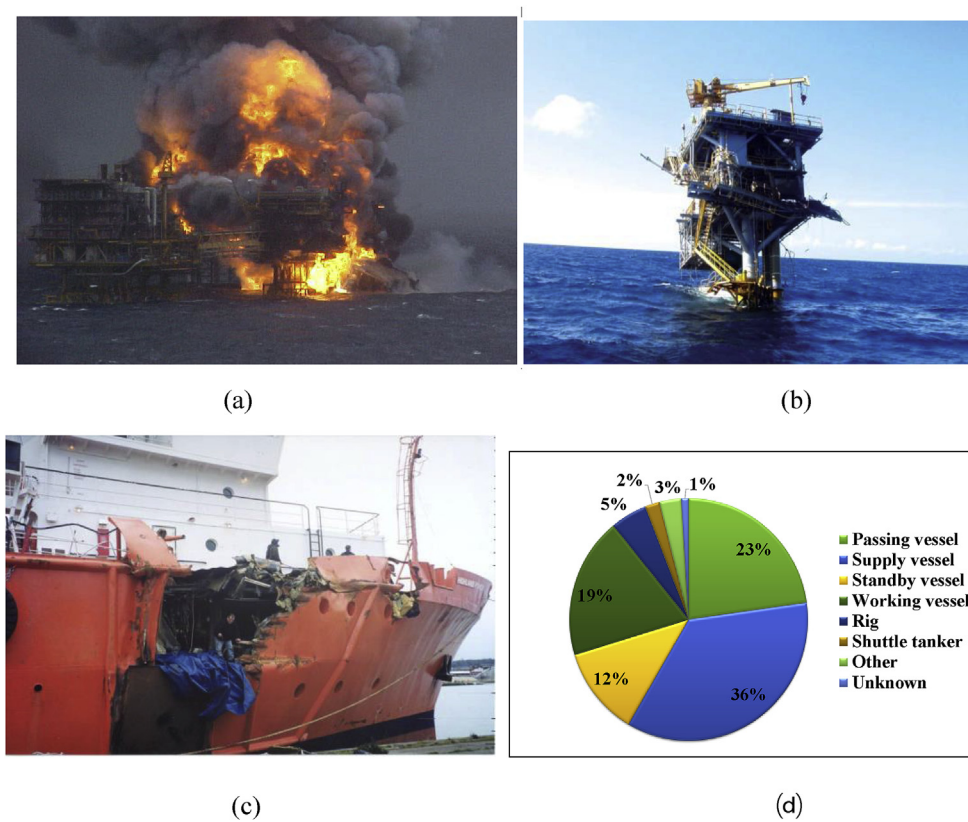 (a)
(b)
2%
3%
1%
5%
Passing vessel
23%
Supply vessel
Standby vessel
19%
Working vessel
Rig
Shuttle tanker
Other
12%
Unknown
36%
(c)
(d)